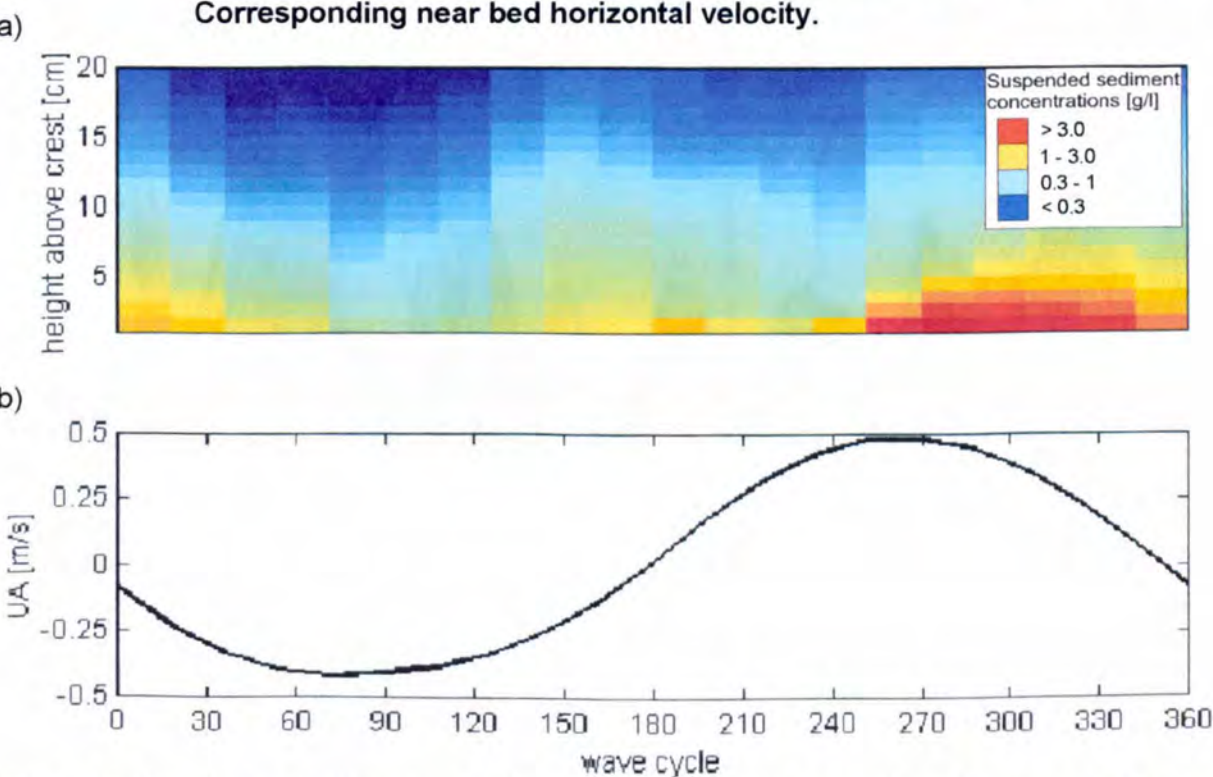 Corresponding near bed horizontal velocity.
a)
height above crest [cm]
20
15
10
5
Suspended sediment
concentrations [g/l]
> 3.0
1 - 3.0
0.3 - 1
< 0.3
b)
UA [m/s]
0.5
0.25
0
-0.25
-0.5
0 30 60 90 120 150 180 210 240 270 300 330 360
wave cycle